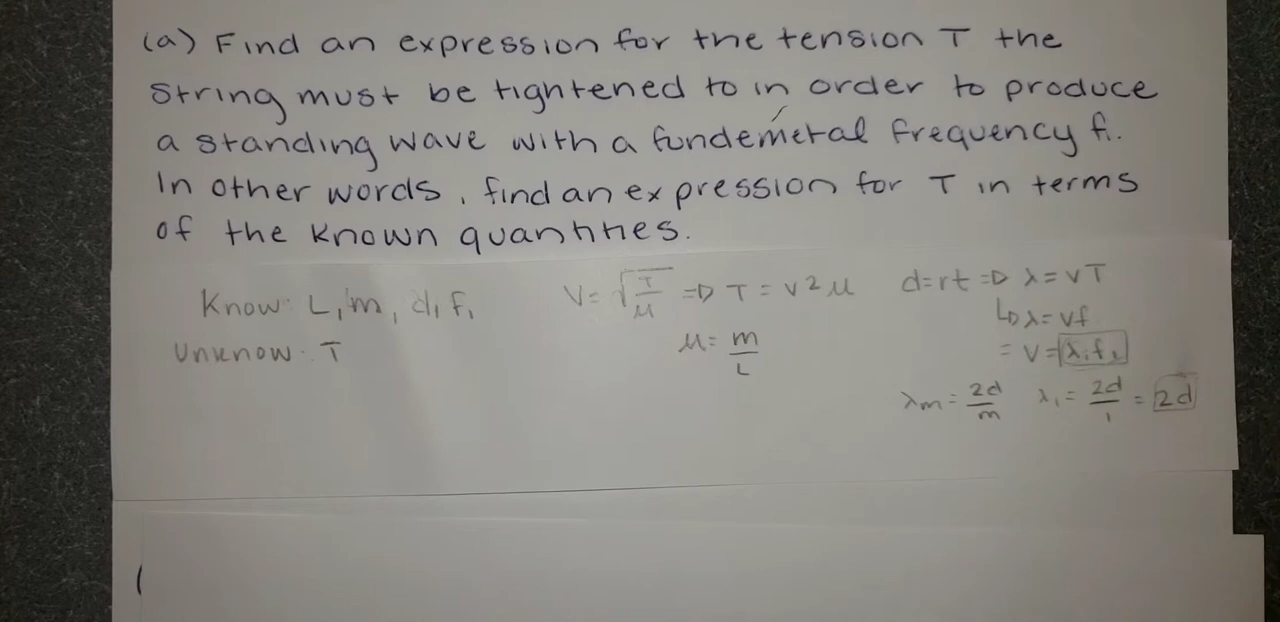 (a) Find an expression for the tension T the
string must be tightened to in order to produce
a standing wave with a fundemetal frequency f1.
In other words, find an expression for T in terms
of the known quantities.
Know: L, m, d, f1
Unknow: T
V = √(T/μ) => T = v²μ
μ = m/L
d=rt => λ = vT
↳ λ = vf
= V = λ1f1
λm = 2d/m λ1 = 2d/1 = 2d
(